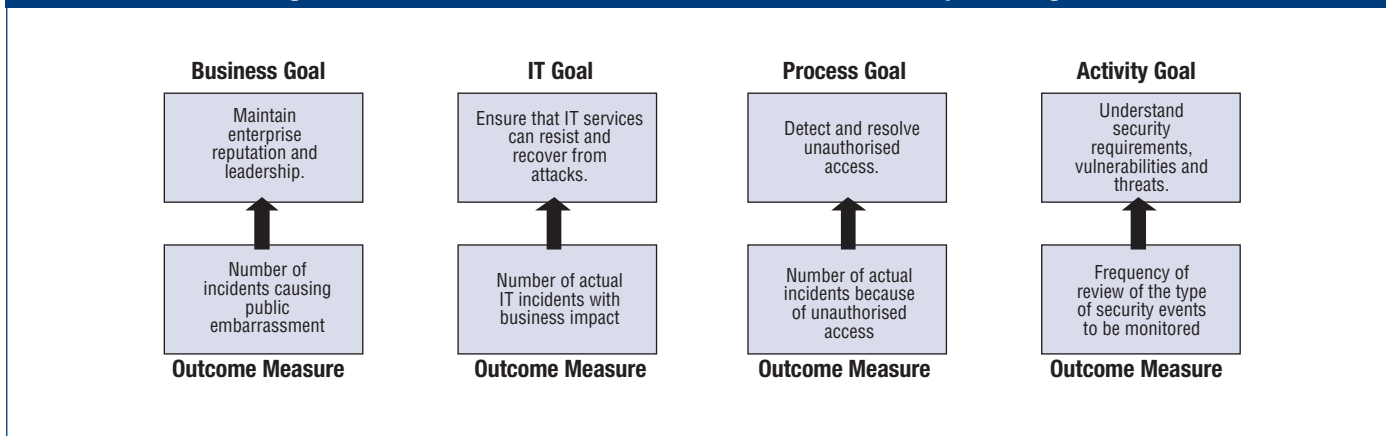 Business Goal
Maintain
enterprise
reputation and
leadership.
Number of
incidents causing
public
embarrassment
Outcome Measure
IT Goal
Ensure that IT services
can resist and
recover from
attacks.
Number of actual
IT incidents with
business impact
Outcome Measure
Process Goal
Detect and resolve
unauthorised
access.
Number of actual
incidents because
of unauthorised
access
Outcome Measure
Activity Goal
Understand
security
requirements,
vulnerabilities and
threats.
Frequency of
review of the type
of security events
to be monitored
Outcome Measure